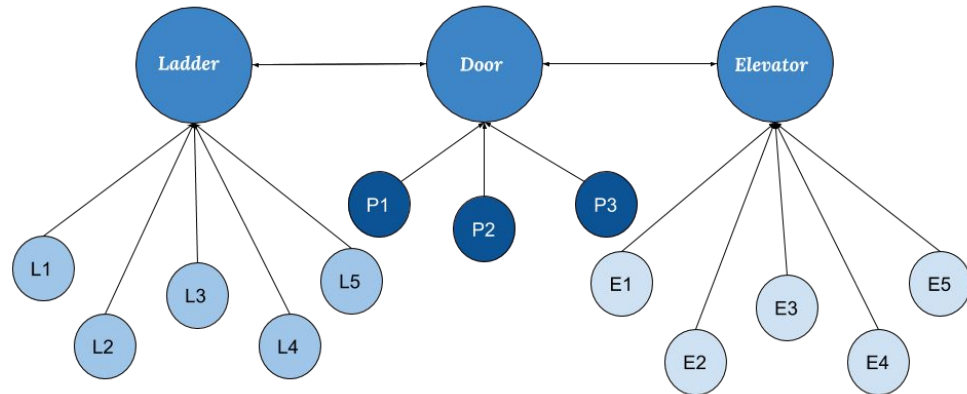 Ladder
Door
Elevator
P1
P2
P3
L1
L2
L3
L4
L5
E1
E2
E3
E4
E5